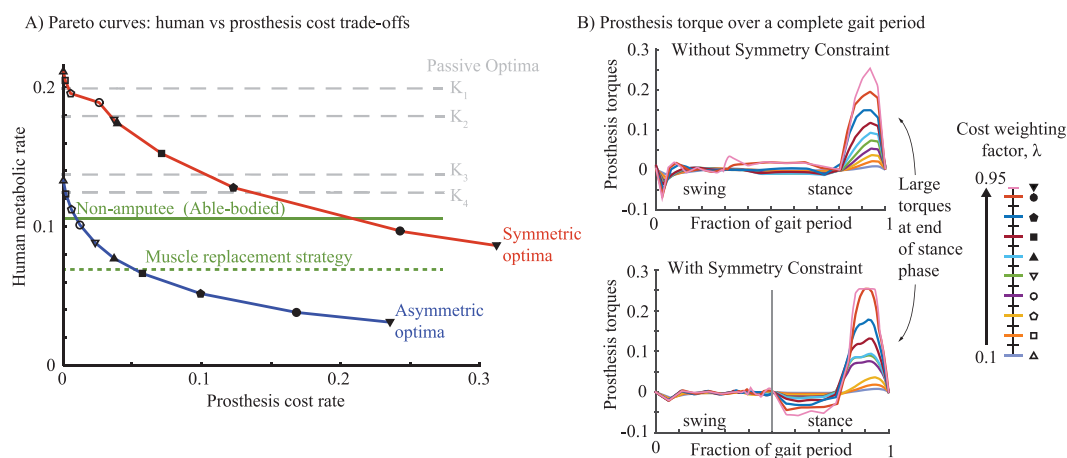 A) Pareto curves: human vs prosthesis cost trade-offs
Human metabolic rate
0.2
0.1
0
0
0.1
0.2
0.3
Prosthesis cost rate
Passive Optima
K1
K2
K3
K4
Non-amputee (Able-bodied)
Muscle replacement strategy
Symmetric
optima
Asymmetric
optima
B) Prosthesis torque over a complete gait period
Without Symmetry Constraint
Prosthesis torques
0.3
0.2
0.1
0
-0.1
swing
stance
0
Fraction of gait period
1
With Symmetry Constraint
Prosthesis torques
0.3
0.2
0.1
0
-0.1
swing
stance
0
Fraction of gait period
1
Large
torques
at end
of stance
phase
Cost weighting
factor, λ
0.95
0.1